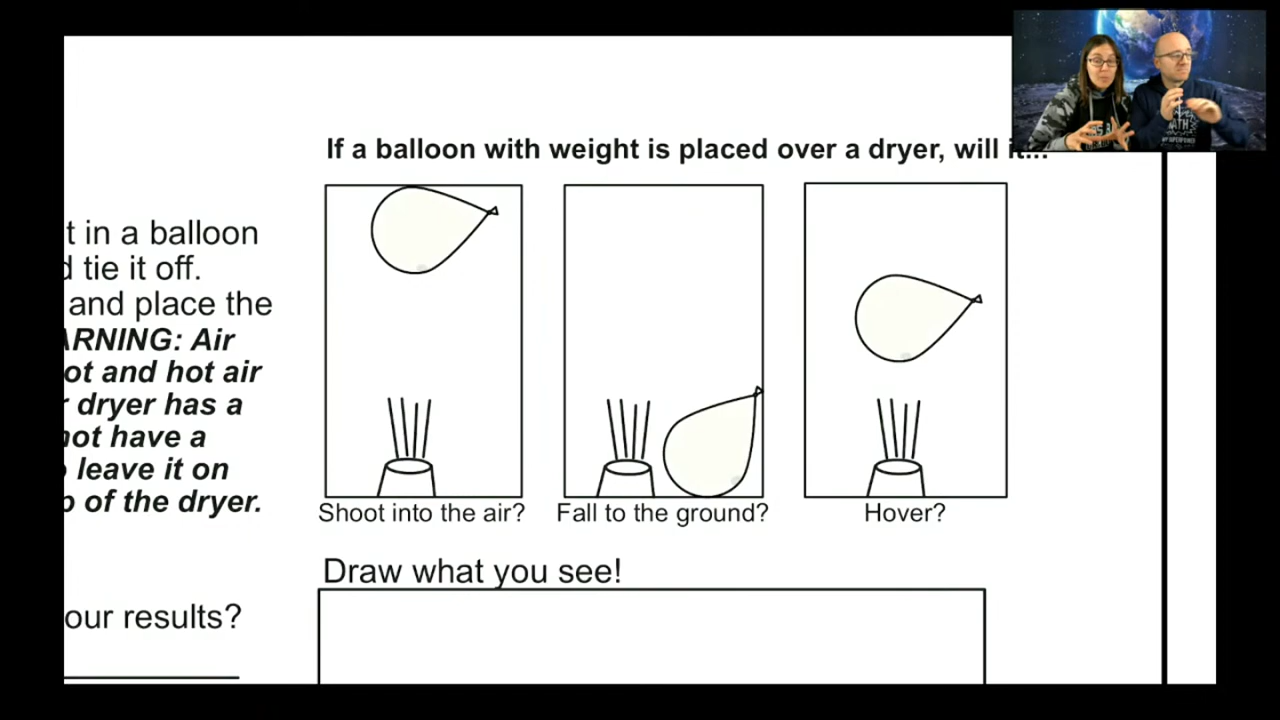 If a balloon with weight is placed over a dryer, will it...
t in a balloon
d tie it off.
and place the
ARNING: Air
ot and hot air
r dryer has a
not have a
o leave it on
p of the dryer.
Shoot into the air? Fall to the ground? Hover?
Draw what you see!
our results?